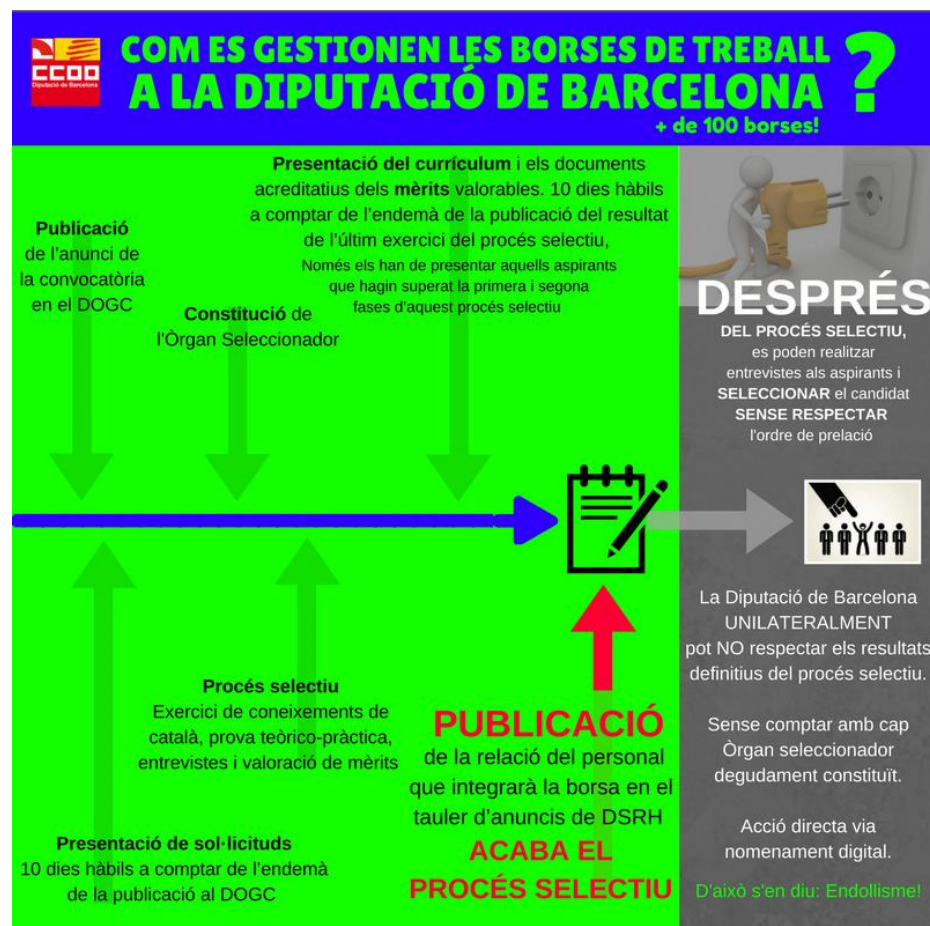 CCOO
Diputació de Barcelona
COM ES GESTIONEN LES BORSES DE TREBALL
A LA DIPUTACIÓ DE BARCELONA
?
+ de 100 borses!
Presentació del currículum i els documents
acreditatius dels mèrits valorables. 10 dies hàbils
a comptar de l'endemà de la publicació del resultat
de l'últim exercici del procés selectiu,
Només els han de presentar aquells aspirants
que hagin superat la primera i segona
fases d'aquest procés selectiu
Publicació
de l'anunci de
la convocatòria
en el DOGC
Constitució de
l'Òrgan Seleccionador
DESPRÉS
DEL PROCÉS SELECTIU,
es poden realitzar
entrevistes als aspirants i
SELECCIONAR el candidat
SENSE RESPECTAR
l'ordre de prelació
Procés selectiu
Exercici de coneixements de
català, prova teòrico-pràctica,
entrevistes i valoració de mèrits
Presentació de sol·licituds
10 dies hàbils a comptar de l'endemà
de la publicació al DOGC
PUBLICACIÓ
de la relació del personal
que integrarà la borsa en el
tauler d'anuncis de DSRH
ACABA EL
PROCÉS SELECTIU
La Diputació de Barcelona
UNILATERALMENT
pot NO respectar els resultats
definitius del procés selectiu.
Sense comptar amb cap
Òrgan seleccionador
degudament constituït.
Acció directa via
nomenament digital.
D'això s'en diu: Endollisme!